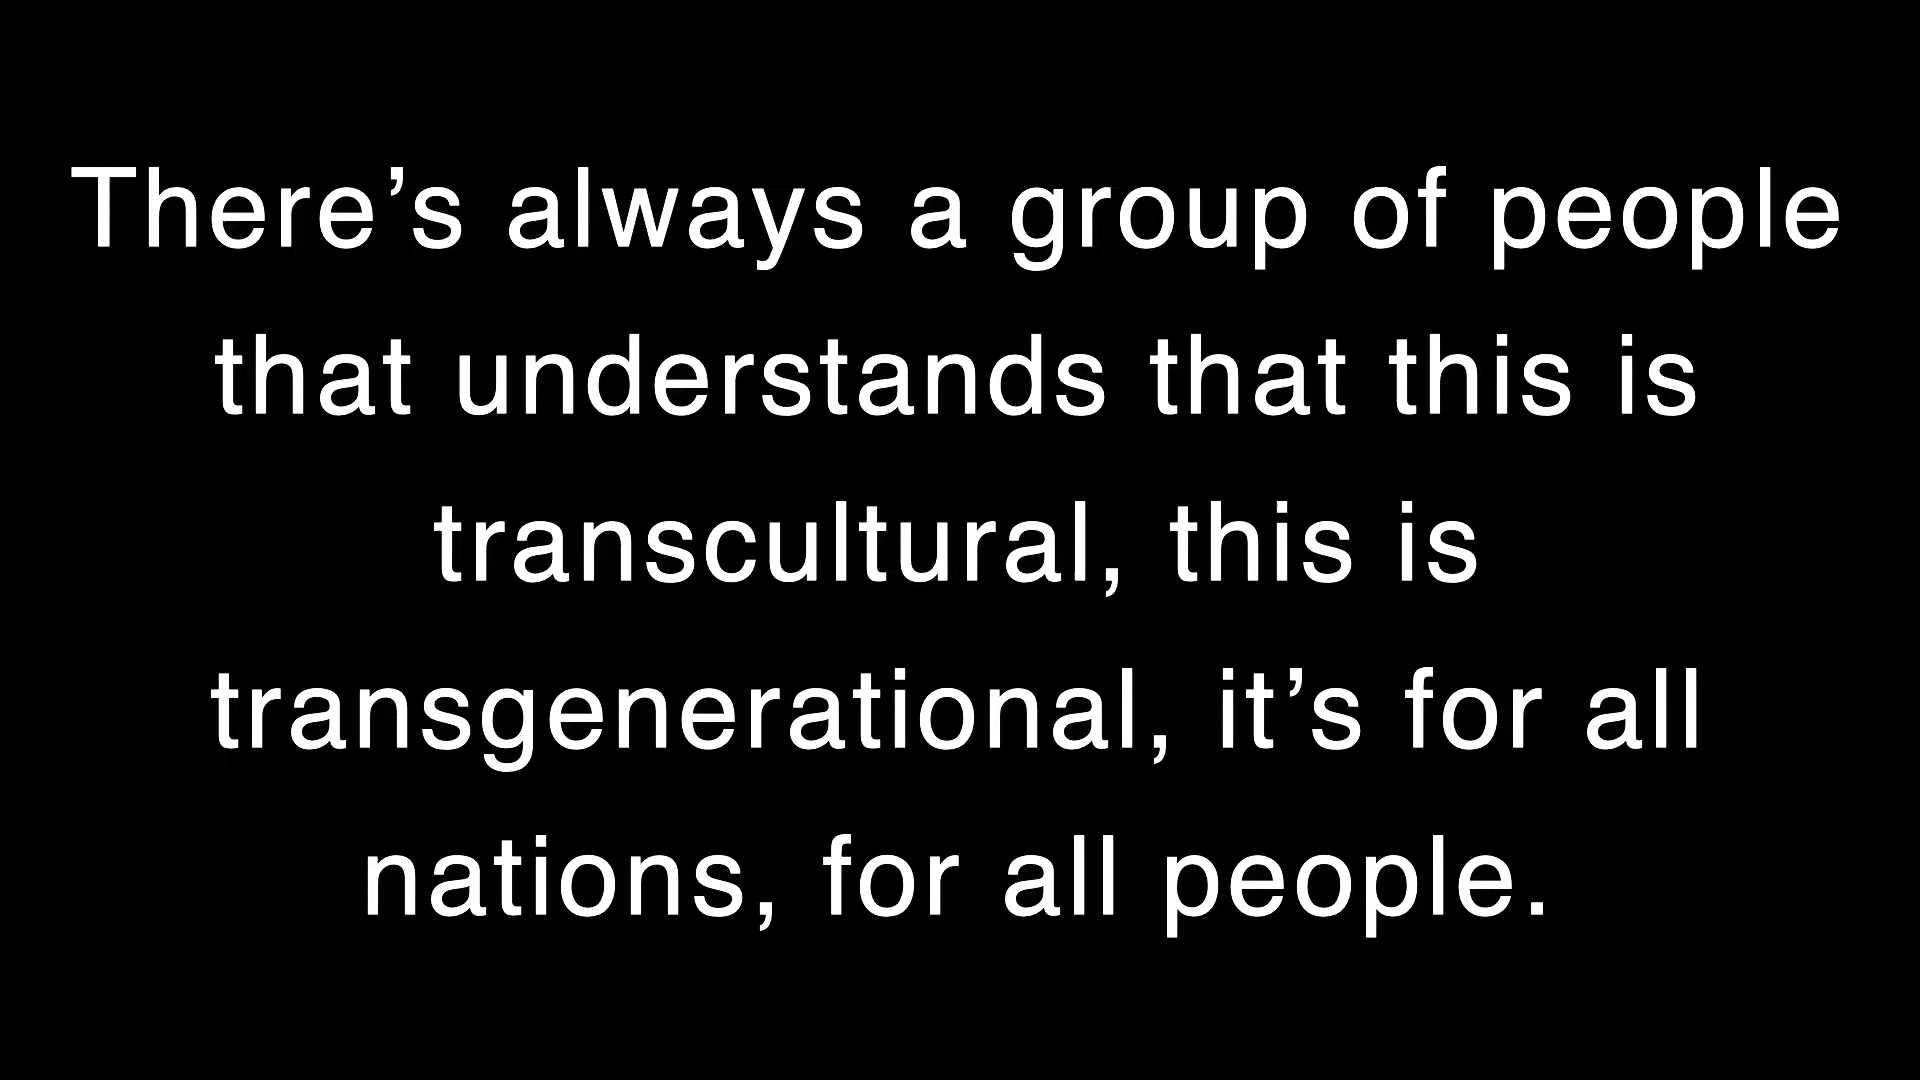 There’s always a group of people
that understands that this is
transcultural, this is
transgenerational, it’s for all
nations, for all people.